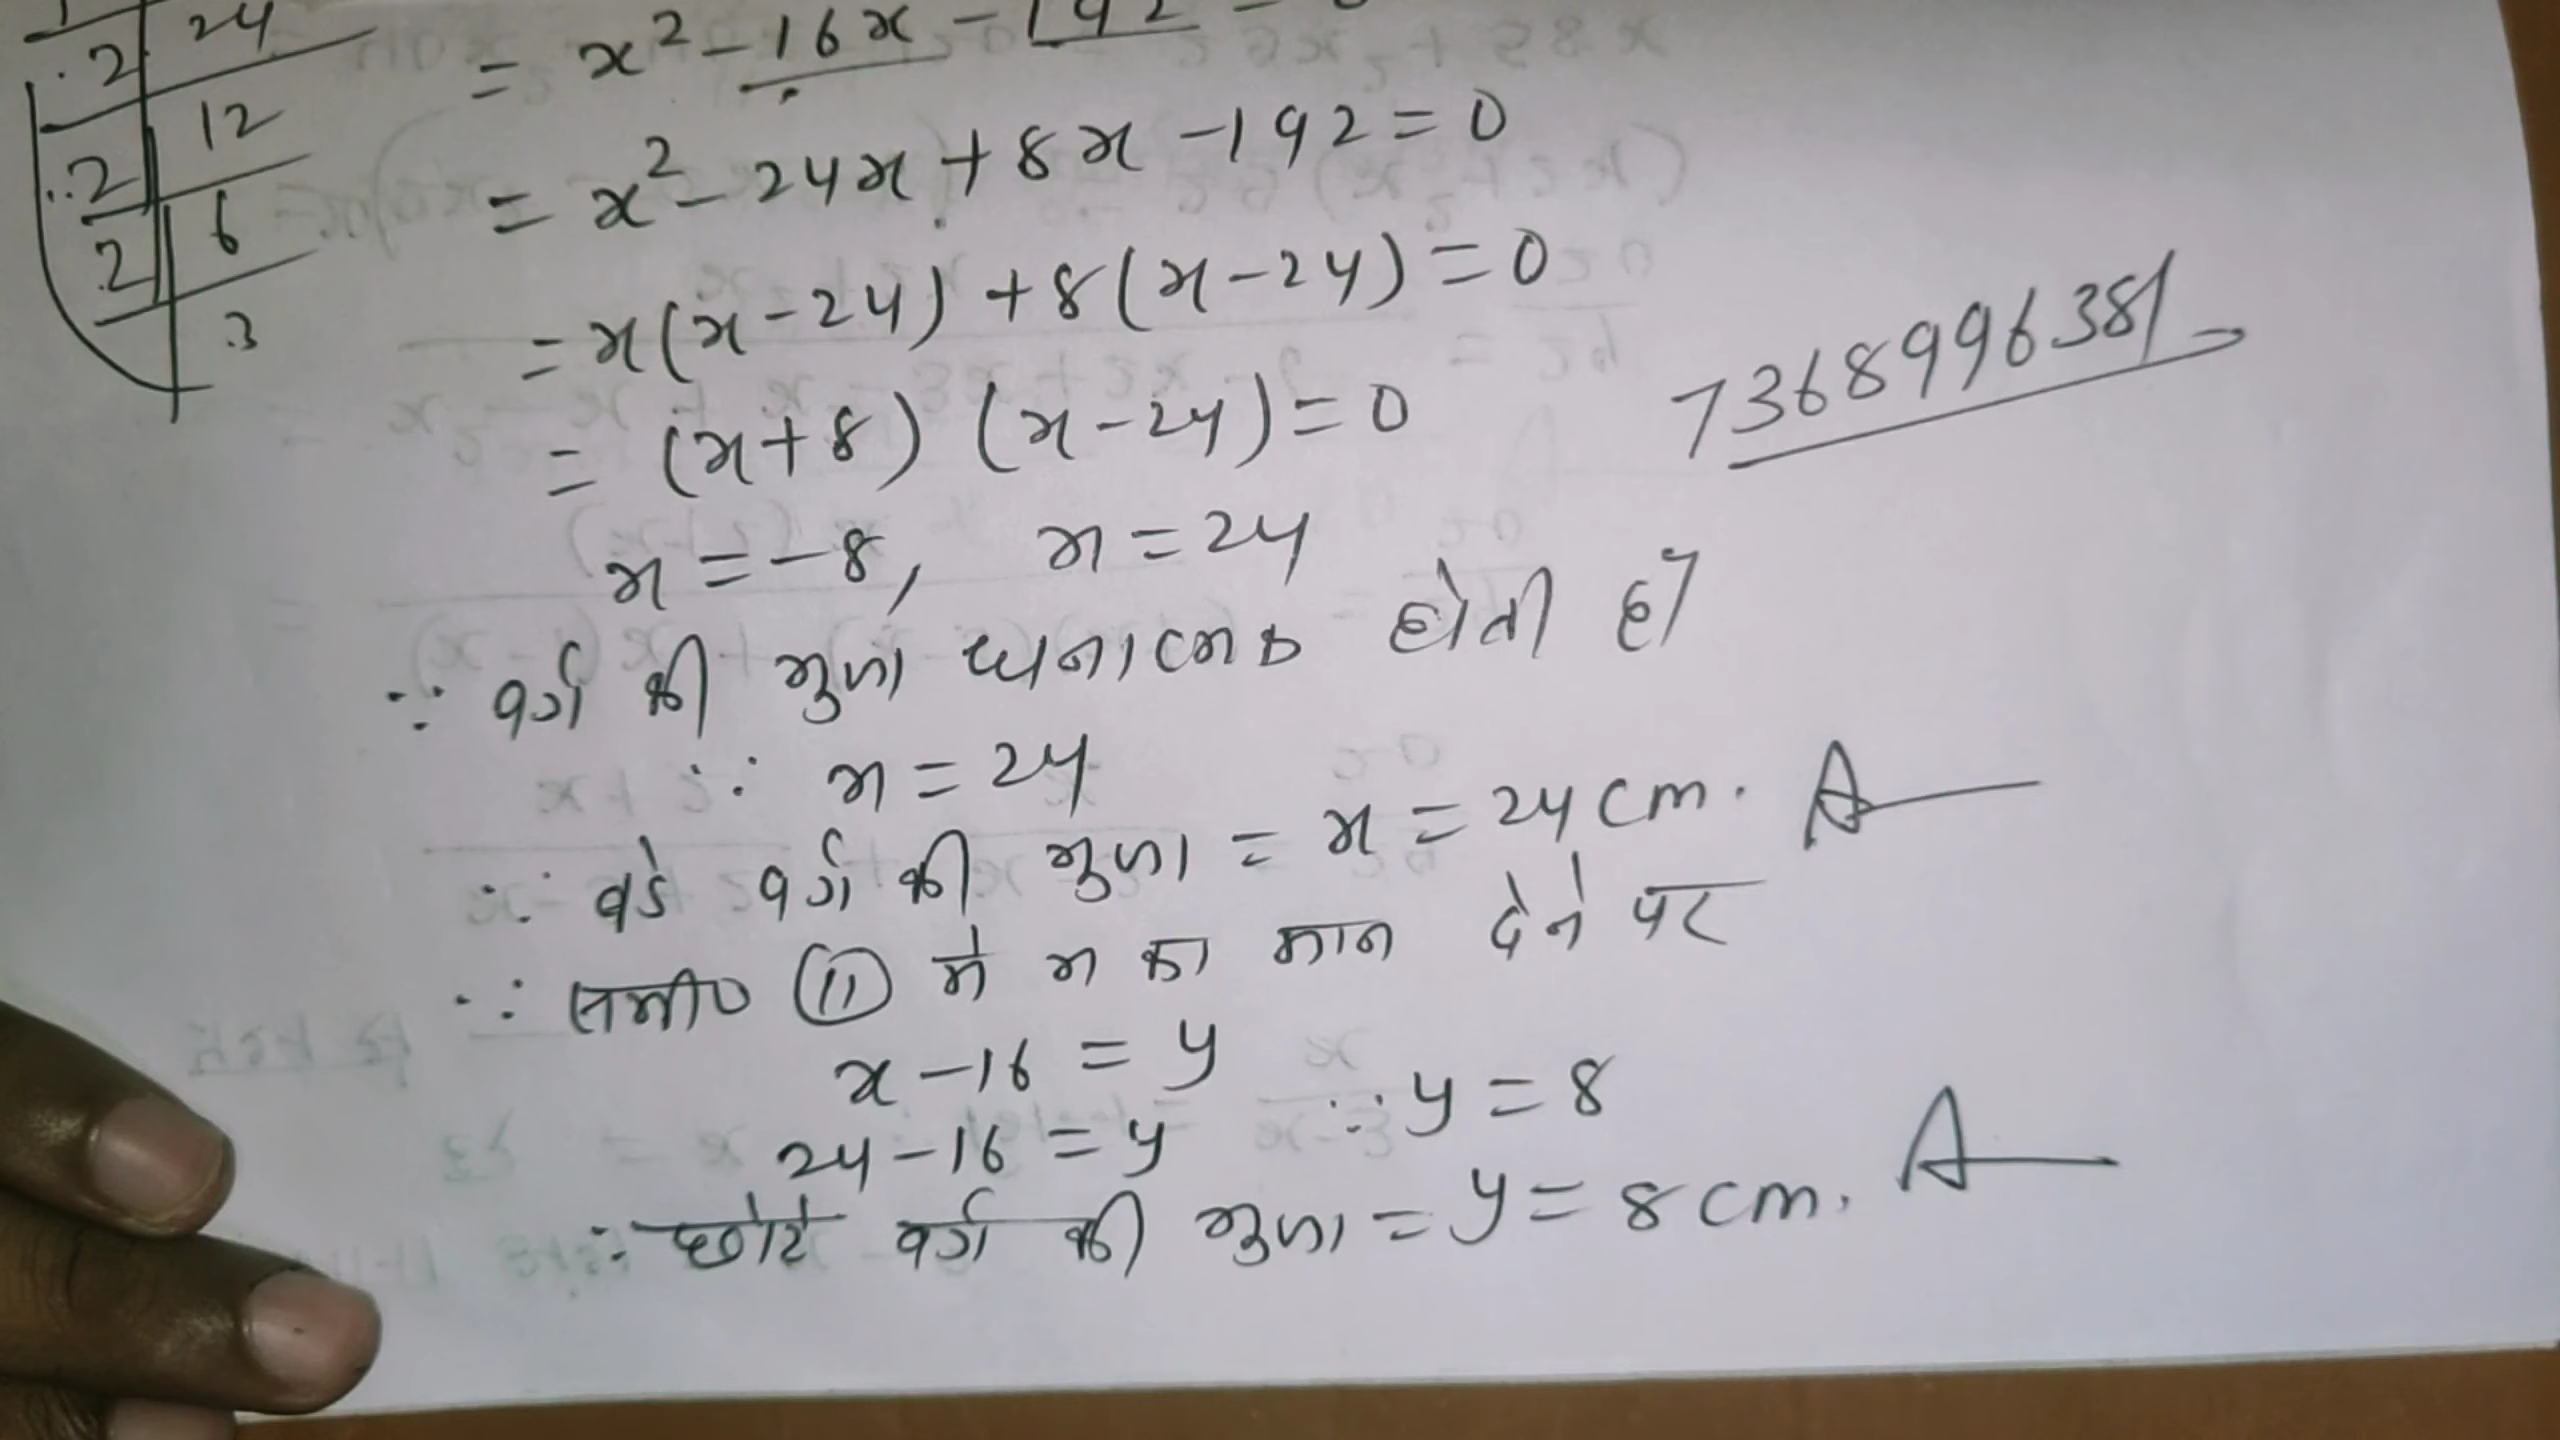 24
2
12
2
6
2
3
= x² - 16x - 192 = 0
= x² - 24x + 8x - 192 = 0
= x(x - 24) + 8(x - 24) = 0
= (x + 8) (x - 24) = 0
7368996381
x = -8, x = 24
∵ वर्ग की भुजा धनात्मक होती है
∵ x = 24
∵ बडे वर्ग की भुजा = x = 24 cm. A
∵ समी० (11) मे x का मान देने पर
x - 16 = y
24 - 16 = y ∵ y = 8
∵ छोटे वर्ग की भुजा = y = 8 cm. A